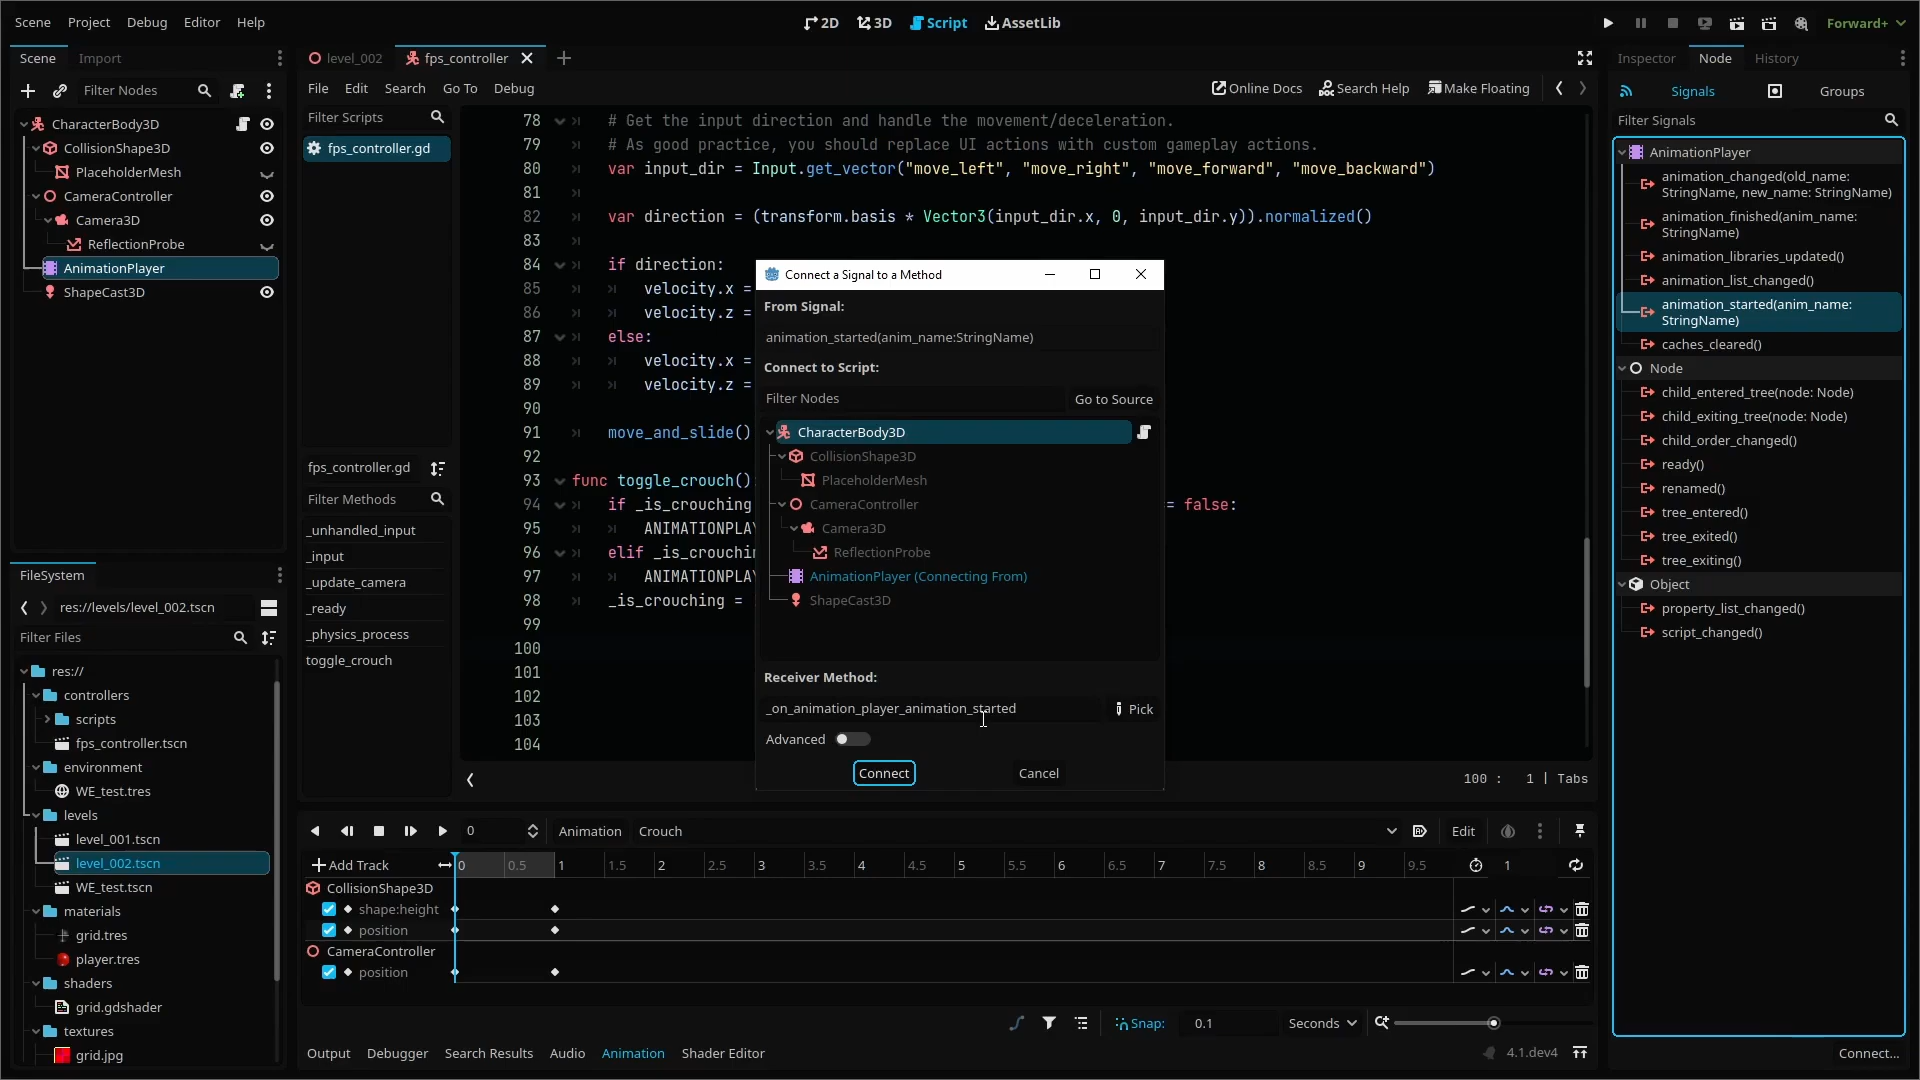 Scene Project Debug Editor Help
2D 3D Script AssetLib
Forward+
Scene Import
Filter Nodes
CharacterBody3D
CollisionShape3D
PlaceholderMesh
CameraController
Camera3D
ReflectionProbe
AnimationPlayer
ShapeCast3D
FileSystem
res://levels/level_002.tscn
Filter Files
res://
controllers
scripts
fps_controller.tscn
environment
WE_test.tres
levels
level_001.tscn
level_002.tscn
WE_test.tscn
materials
grid.tres
player.tres
shaders
grid.gdshader
textures
grid.jpg
level_002 fps_controller
File Edit Search Go To Debug
Online Docs Search Help Make Floating
Filter Scripts
fps_controller.gd
fps_controller.gd
Filter Methods
_unhandled_input
_input
_update_camera
_ready
_physics_process
toggle_crouch
78 # Get the input direction and handle the movement/deceleration.
79 # As good practice, you should replace UI actions with custom gameplay actions.
80 var input_dir = Input.get_vector("move_left", "move_right", "move_forward", "move_backward")
81
82 var direction = (transform.basis * Vector3(input_dir.x, 0, input_dir.y)).normalized()
83
84 if direction:
85 velocity.x =
86 velocity.z =
87 else:
88 velocity.x =
89 velocity.z =
90
91 move_and_slide()
92
93 func toggle_crouch()
94 if _is_crouching = false:
95 ANIMATIONPLAY
96 elif _is_crouchin
97 ANIMATIONPLAY
98 _is_crouching =
99
100
101
102
103
104
100 : 1 | Tabs
Connect a Signal to a Method
From Signal:
animation_started(anim_name:StringName)
Connect to Script:
Filter Nodes Go to Source
CharacterBody3D
CollisionShape3D
PlaceholderMesh
CameraController
Camera3D
ReflectionProbe
AnimationPlayer (Connecting From)
ShapeCast3D
Receiver Method:
_on_animation_player_animation_started Pick
Advanced
Connect Cancel
0 Animation Crouch Edit
Add Track 0 0.5 1 1.5 2 2.5 3 3.5 4 4.5 5 5.5 6 6.5 7 7.5 8 8.5 9 9.5 1
CollisionShape3D
shape:height
position
CameraController
position
Snap: 0.1 Seconds
Output Debugger Search Results Audio Animation Shader Editor 4.1.dev4
Inspector Node History
Signals Groups
Filter Signals
AnimationPlayer
animation_changed(old_name:
StringName, new_name: StringName)
animation_finished(anim_name:
StringName)
animation_libraries_updated()
animation_list_changed()
animation_started(anim_name:
StringName)
caches_cleared()
Node
child_entered_tree(node: Node)
child_exiting_tree(node: Node)
child_order_changed()
ready()
renamed()
tree_entered()
tree_exited()
tree_exiting()
Object
property_list_changed()
script_changed()
Connect...